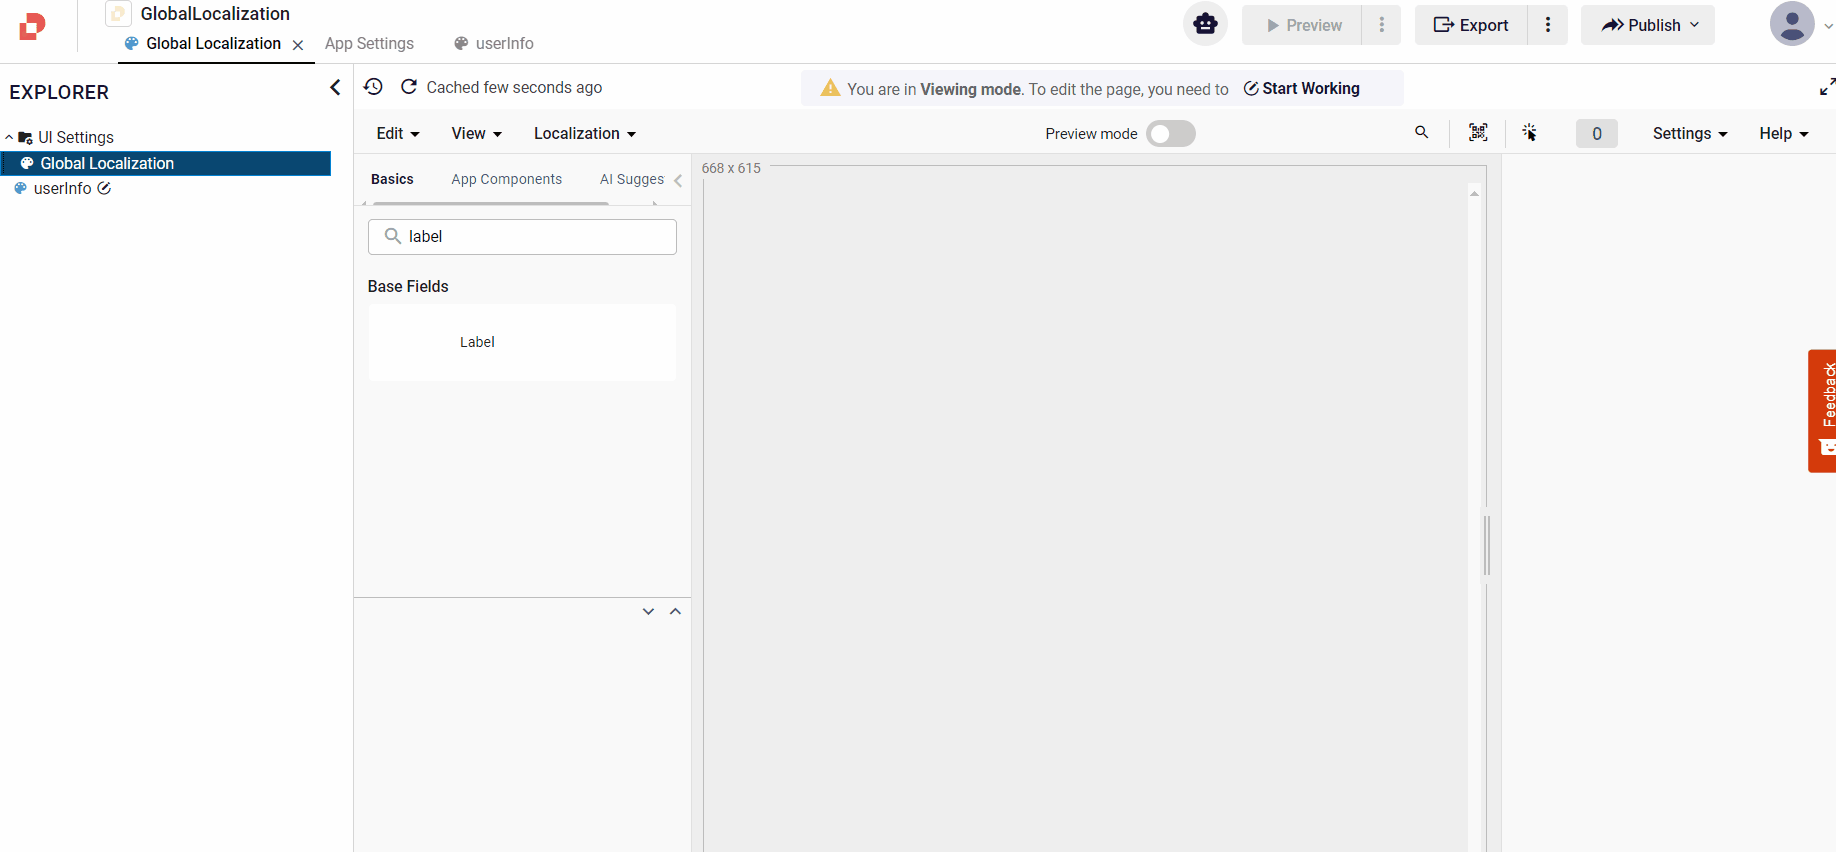 GlobalLocalization
Global Localization
App Settings
userInfo
Preview
Export
Publish
EXPLORER
Cached few seconds ago
You are in Viewing mode. To edit the page, you need to Start Working
UI Settings
Global Localization
userInfo
Edit
View
Localization
Preview mode
0
Settings
Help
Basics
App Components
AI Sugges
668 x 615
label
Base Fields
Label
Feedback